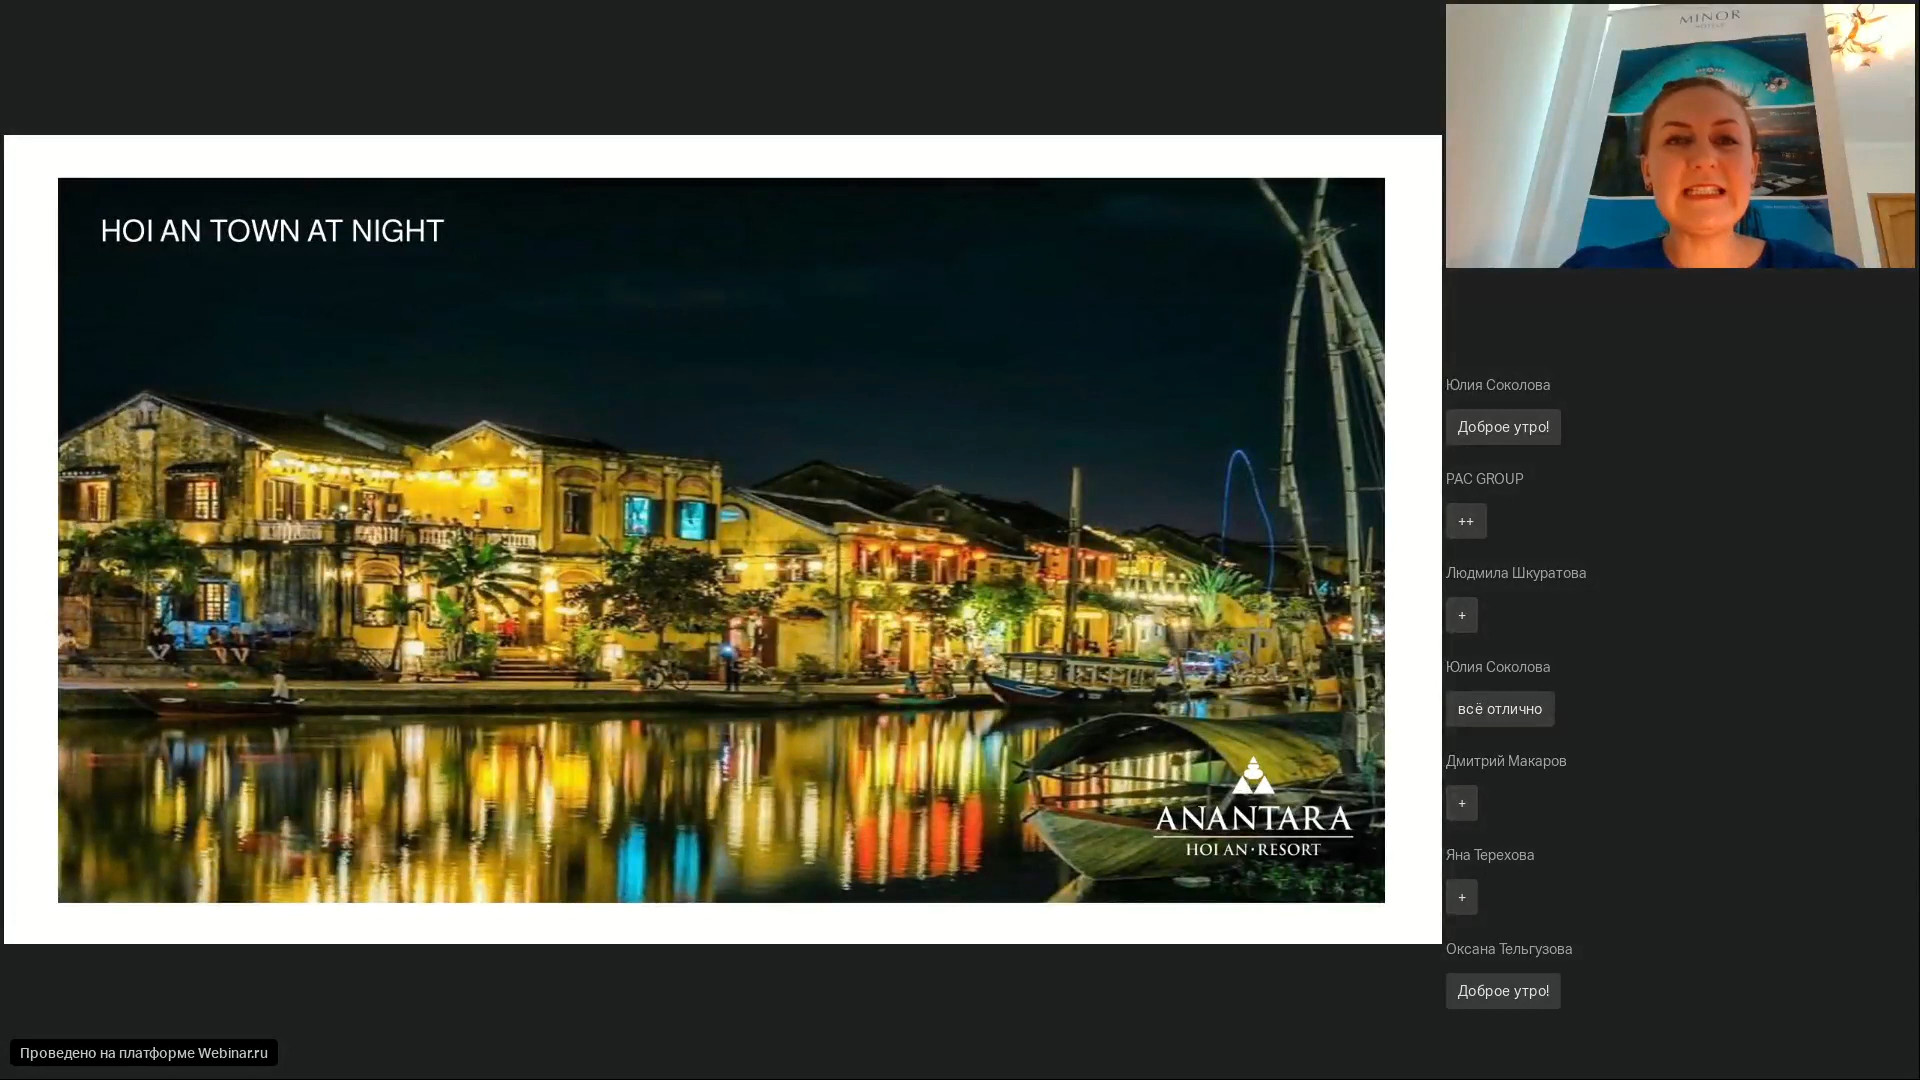 HOI AN TOWN AT NIGHT
ANANTARA
HOI AN · RESORT
MINOR
Юлия Соколова
Доброе утро!
PAC GROUP
++
Людмила Шкуратова
+
Юлия Соколова
всё отлично
Дмитрий Макаров
+
Яна Терехова
+
Оксана Тельгузова
Доброе утро!
Проведено на платформе Webinar.ru